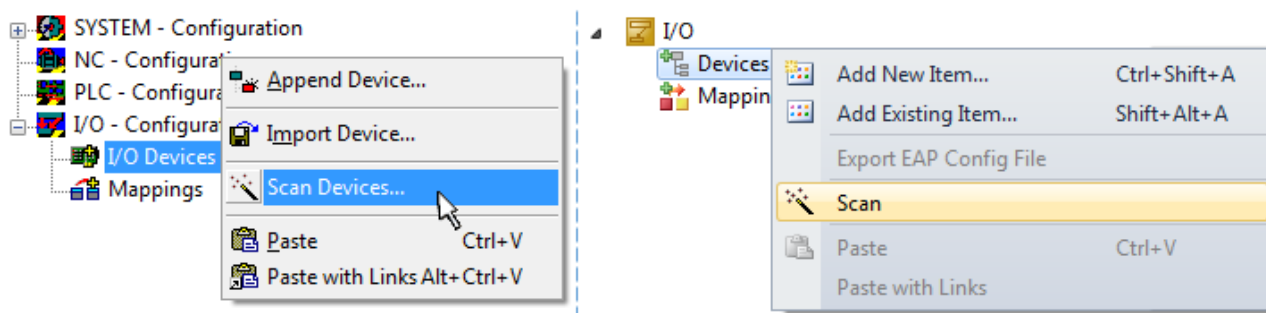 SYSTEM - Configuration
NC - Configurati
PLC - Configura
I/O - Configura
I/O Devices
Mappings
Append Device...
Import Device...
Scan Devices...
Paste Ctrl+V
Paste with Links Alt+Ctrl+V
I/O
Devices
Mappin
Add New Item... Ctrl+Shift+A
Add Existing Item... Shift+Alt+A
Export EAP Config File
Scan
Paste Ctrl+V
Paste with Links